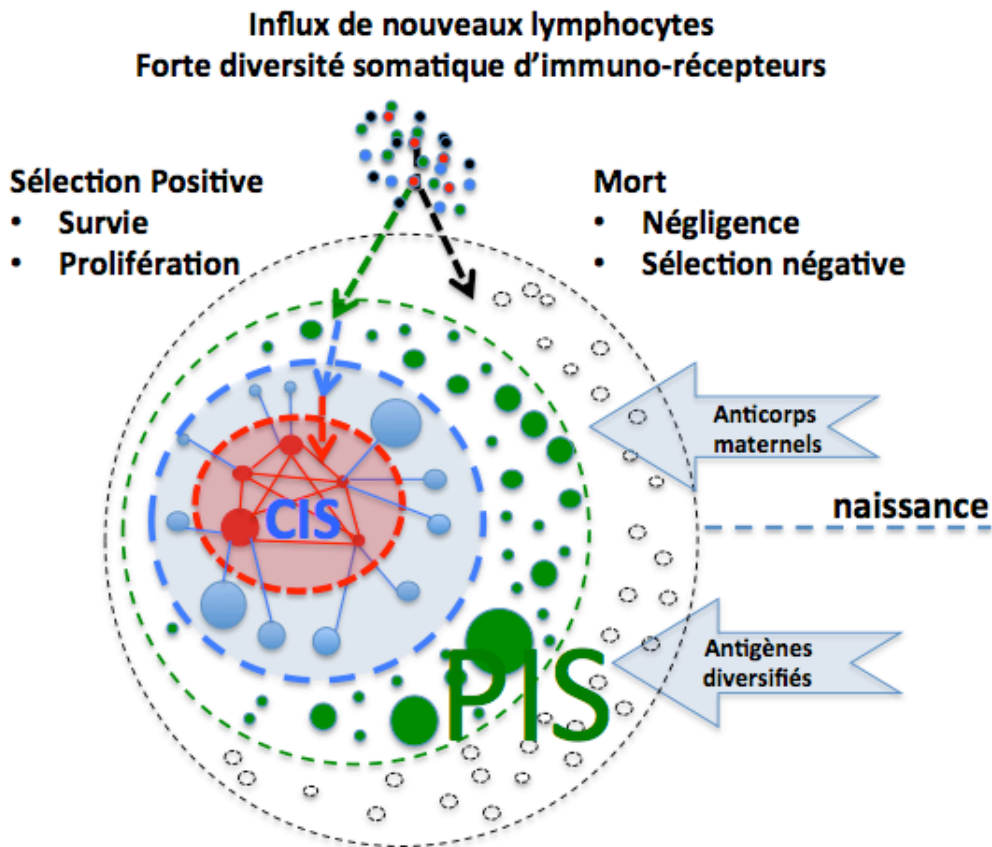 Influx de nouveaux lymphocytes
Forte diversité somatique d'immuno-récepteurs
Sélection Positive
• Survie
• Prolifération
Mort
• Négligence
• Sélection négative
Anticorps
maternels
naissance
CIS
Antigènes
diversifiés
PIS